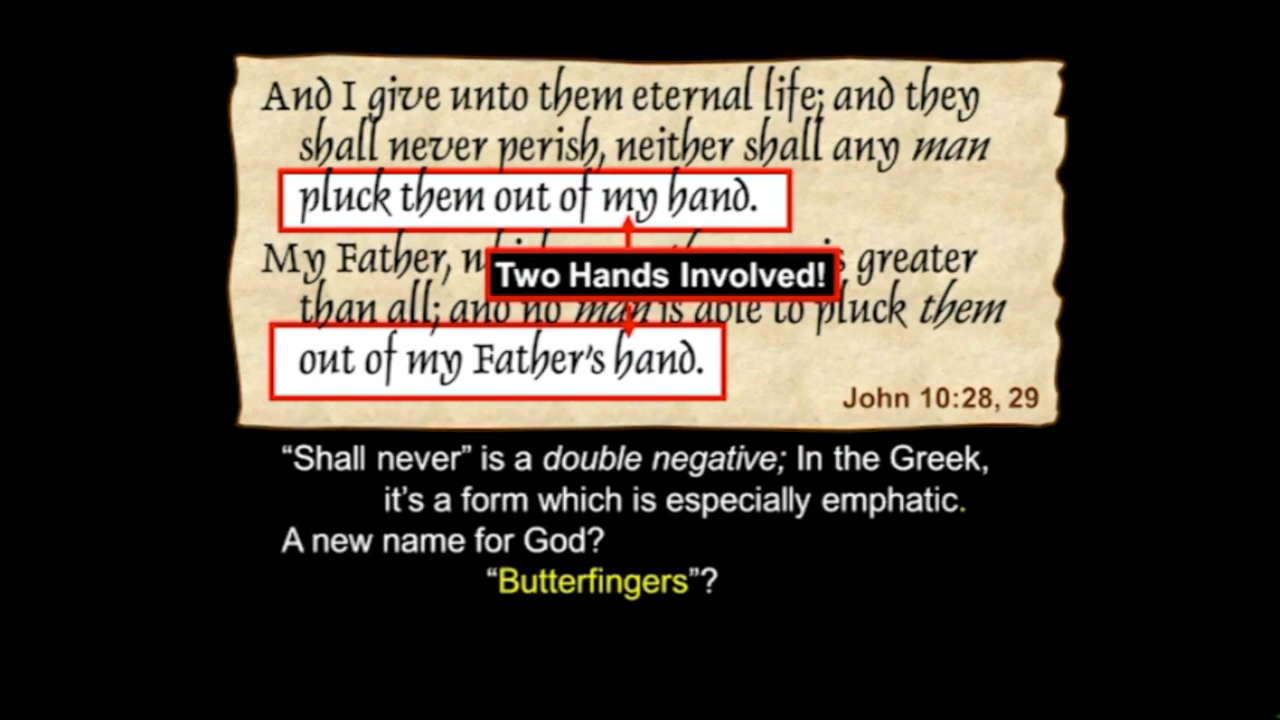 And I give unto them eternal life; and they
shall never perish, neither shall any man
pluck them out of my hand.
My Father, greater
Two Hands Involved!
than all; and no man is able to pluck them
out of my Father's hand.
John 10:28, 29
“Shall never” is a double negative; In the Greek,
it's a form which is especially emphatic.
A new name for God?
“Butterfingers”?